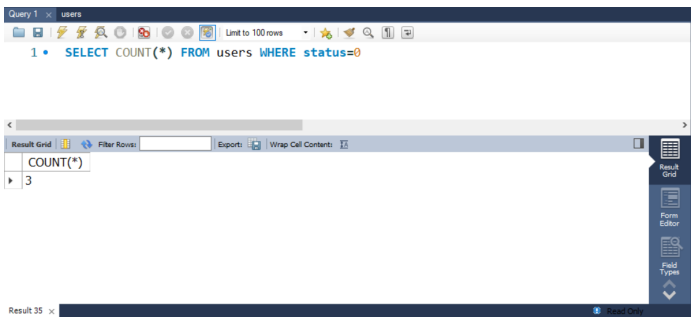 Query 1 × users
Limit to 100 rows
1 SELECT COUNT(*) FROM users WHERE status=0
Result Grid Filter Rows: Export: Wrap Cell Content:
COUNT(*)
3
Result
Grid
Form
Editor
Field
Types
Result 35 × Read Only